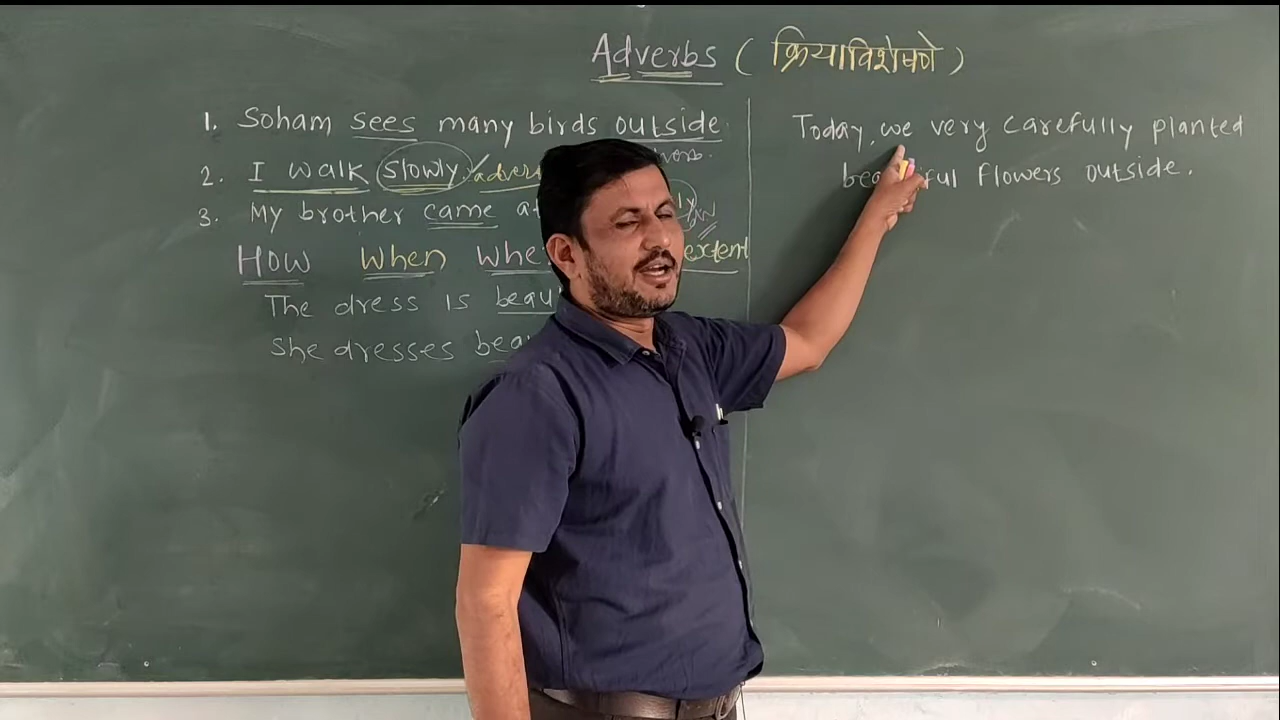 Adverbs (क्रियाविशेषणे)
1. Soham sees many birds outside.
2. I walk slowly
3. My brother came
How When
The dress is
She dresses
extent
Today, we very carefully planted
flowers outside.